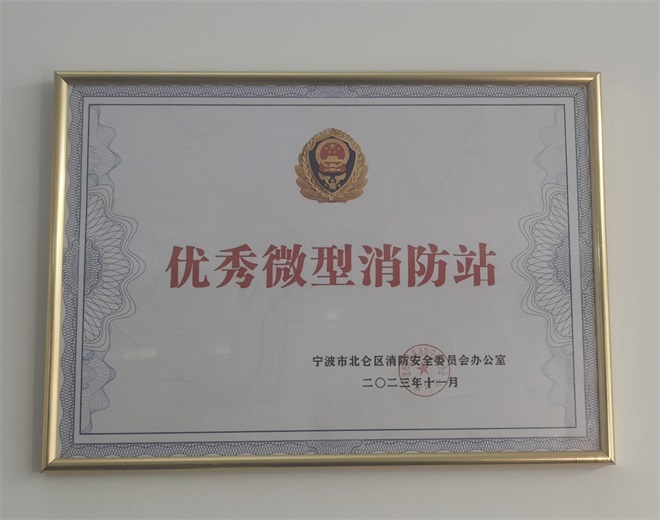 优秀微型消防站
宁波市北仑区消防安全委员会办公室
二〇二三年十一月